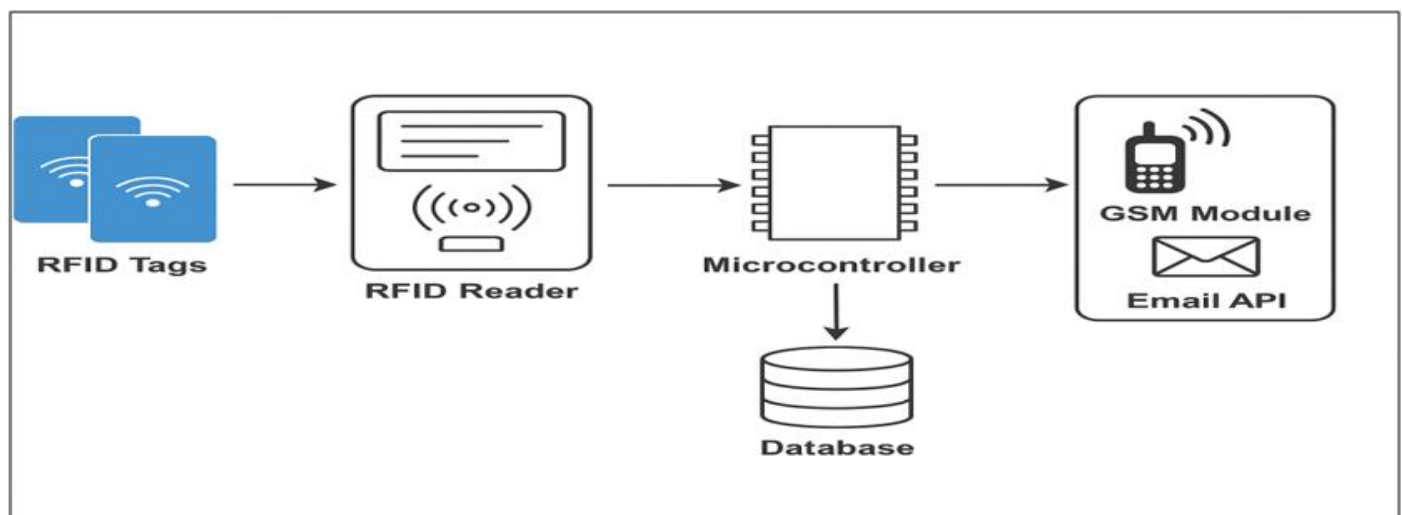 RFID Tags
RFID Reader
Microcontroller
GSM Module
Email API
Database